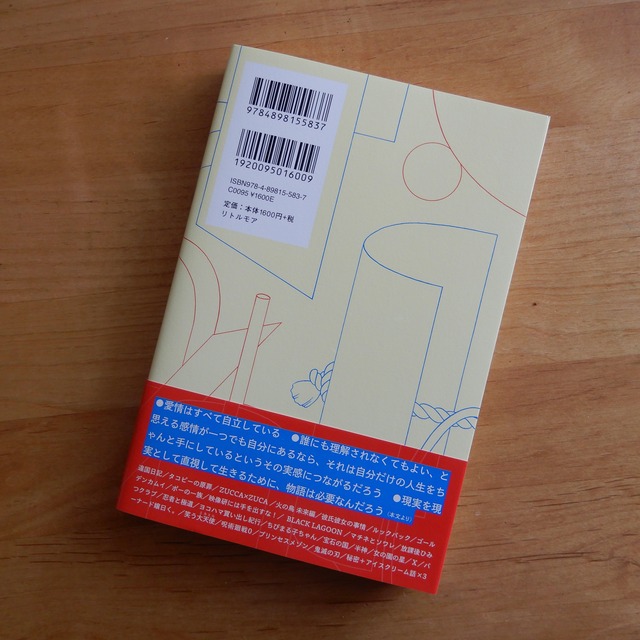 9784898155837
1920095016009
ISBN978-4-89815-583-7
C0095 ¥1600E
定価：本体1600円+税
リトルモア
●愛情はすべて自立している　●誰にも理解されなくてもよい、と
思える感情が一つでも自分にあるなら、それは自分だけの人生をち
ゃんと手にしているというその実感につながるだろう　●現実を現
実として直視して生きるために、物語は必要なんだろう（本文より）
違国日記／タコピーの原罪／ZUCCA×ZUCA／火の鳥 未来編／彼氏彼女の事情／ルックバック／ゴール
デンカムイ／ポーの一族／映像研には手を出すな！／BLACK LAGOON／マチネとソワレ／放課後ひみ
つクラブ／忍者と極道／ヨコハマ買い出し紀行／ちびまる子ちゃん／宝石の国／半神／女の園の星／X／パ
ーフォード曰く、／笑う大天使／呪術廻戦0／プリンセスメゾン／鬼滅の刃／秘密＋アイスクリーム話×3